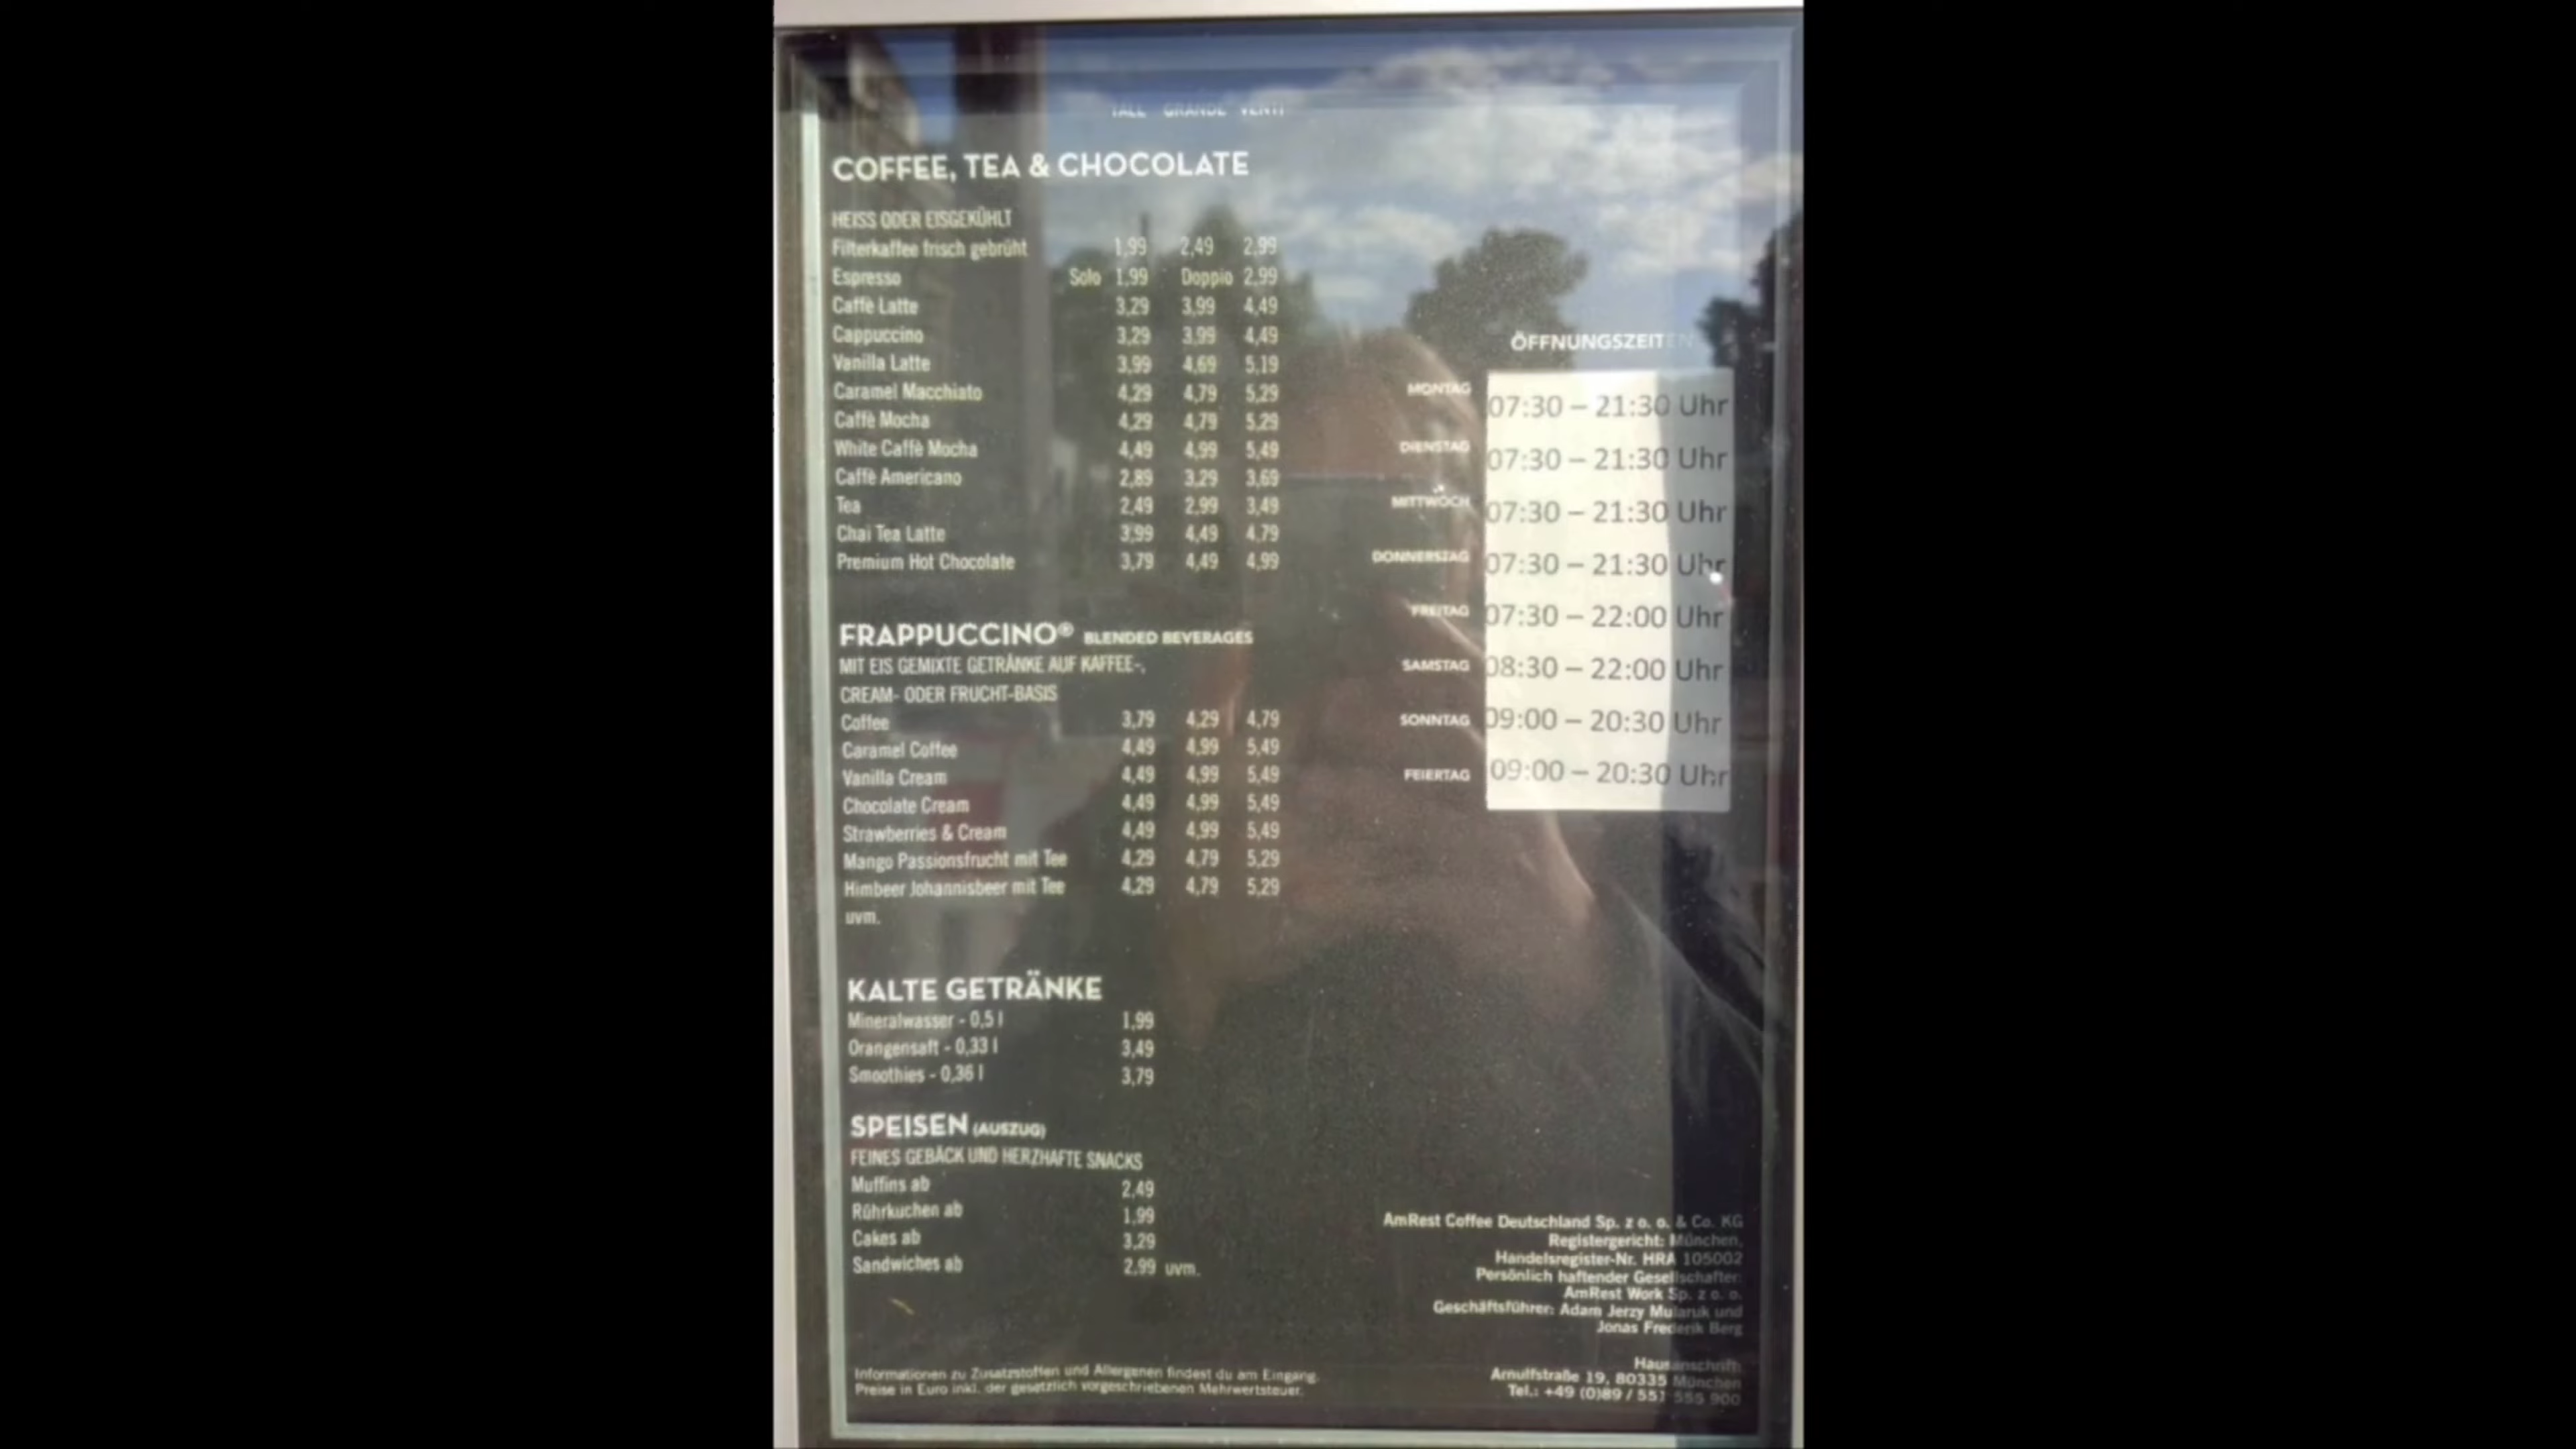 TALL GRANDE VENTI
COFFEE, TEA & CHOCOLATE
HEISS ODER EISGEKÜHLT
Filterkaffee frisch gebrüht 1,99 2,49 2,99
Espresso Solo 1,99 Doppio 2,99
Caffè Latte 3,29 3,99 4,49
Cappuccino 3,29 3,99 4,49
Vanilla Latte 3,99 4,69 5,19
Caramel Macchiato 4,29 4,79 5,29
Caffè Mocha 4,29 4,79 5,29
White Caffè Mocha 4,49 4,99 5,49
Caffè Americano 2,89 3,29 3,69
Tea 2,49 2,99 3,49
Chai Tea Latte 3,99 4,49 4,79
Premium Hot Chocolate 3,79 4,49 4,99
FRAPPUCCINO® BLENDED BEVERAGES
MIT EIS GEMIXTE GETRÄNKE AUF KAFFEE-,
CREAM- ODER FRUCHT-BASIS
Coffee 3,79 4,29 4,79
Caramel Coffee 4,49 4,99 5,49
Vanilla Cream 4,49 4,99 5,49
Chocolate Cream 4,49 4,99 5,49
Strawberries & Cream 4,49 4,99 5,49
Mango Passionsfrucht mit Tee 4,29 4,79 5,29
Himbeer Johannisbeer mit Tee 4,29 4,79 5,29
uvm.
KALTE GETRÄNKE
Mineralwasser - 0,5 l 1,99
Orangensaft - 0,33 l 3,49
Smoothies - 0,36 l 3,79
SPEISEN (AUSZUG)
FEINES GEBÄCK UND HERZHAFTE SNACKS
Muffins ab 2,49
Rührkuchen ab 1,99
Cakes ab 3,29
Sandwiches ab 2,99 uvm.
Informationen zu Zusatzstoffen und Allergenen findest du am Eingang.
Preise in Euro inkl. der gesetzlich vorgeschriebenen Mehrwertsteuer.
ÖFFNUNGSZEITEN
MONTAG 07:30 – 21:30 Uhr
DIENSTAG 07:30 – 21:30 Uhr
MITTWOCH 07:30 – 21:30 Uhr
DONNERSTAG 07:30 – 21:30 Uhr
FREITAG 07:30 – 22:00 Uhr
SAMSTAG 08:30 – 22:00 Uhr
SONNTAG 09:00 – 20:30 Uhr
FEIERTAG 09:00 – 20:30 Uhr
AmRest Coffee Deutschland Sp. z o. o. & Co. KG
Registergericht: München,
Handelsregister-Nr. HRA 105002
Persönlich haftender Gesellschafter:
AmRest Work Sp. z o. o.
Geschäftsführer: Adam Jerzy Mularuk und
Jonas Frederik Berg
Hausanschrift:
Arnulfstraße 19, 80335 München
Tel.: +49 (0)89 / 551 555 900